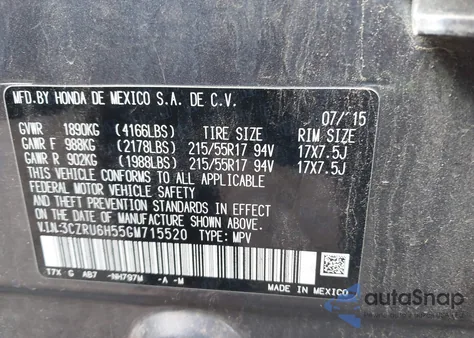 MFD.BY HONDA DE MEXICO S.A. DE C.V.
07/'15
GVWR 1890KG (4166LBS) TIRE SIZE RIM SIZE
GAWR F 988KG (2178LBS) 215/55R17 94V 17X7.5J
GAWR R 902KG (1988LBS) 215/55R17 94V 17X7.5J
THIS VEHICLE CONFORMS TO ALL APPLICABLE
FEDERAL MOTOR VEHICLE SAFETY
AND THEFT PREVENTION STANDARDS IN EFFECT
ON THE DATE OF MANUFACTURE SHOWN ABOVE.
V.I.N:3CZRU6H55GM715520 TYPE: MPV
T7X G AB7 -NH797M -A -M
MADE IN MEXICO
autoSnap